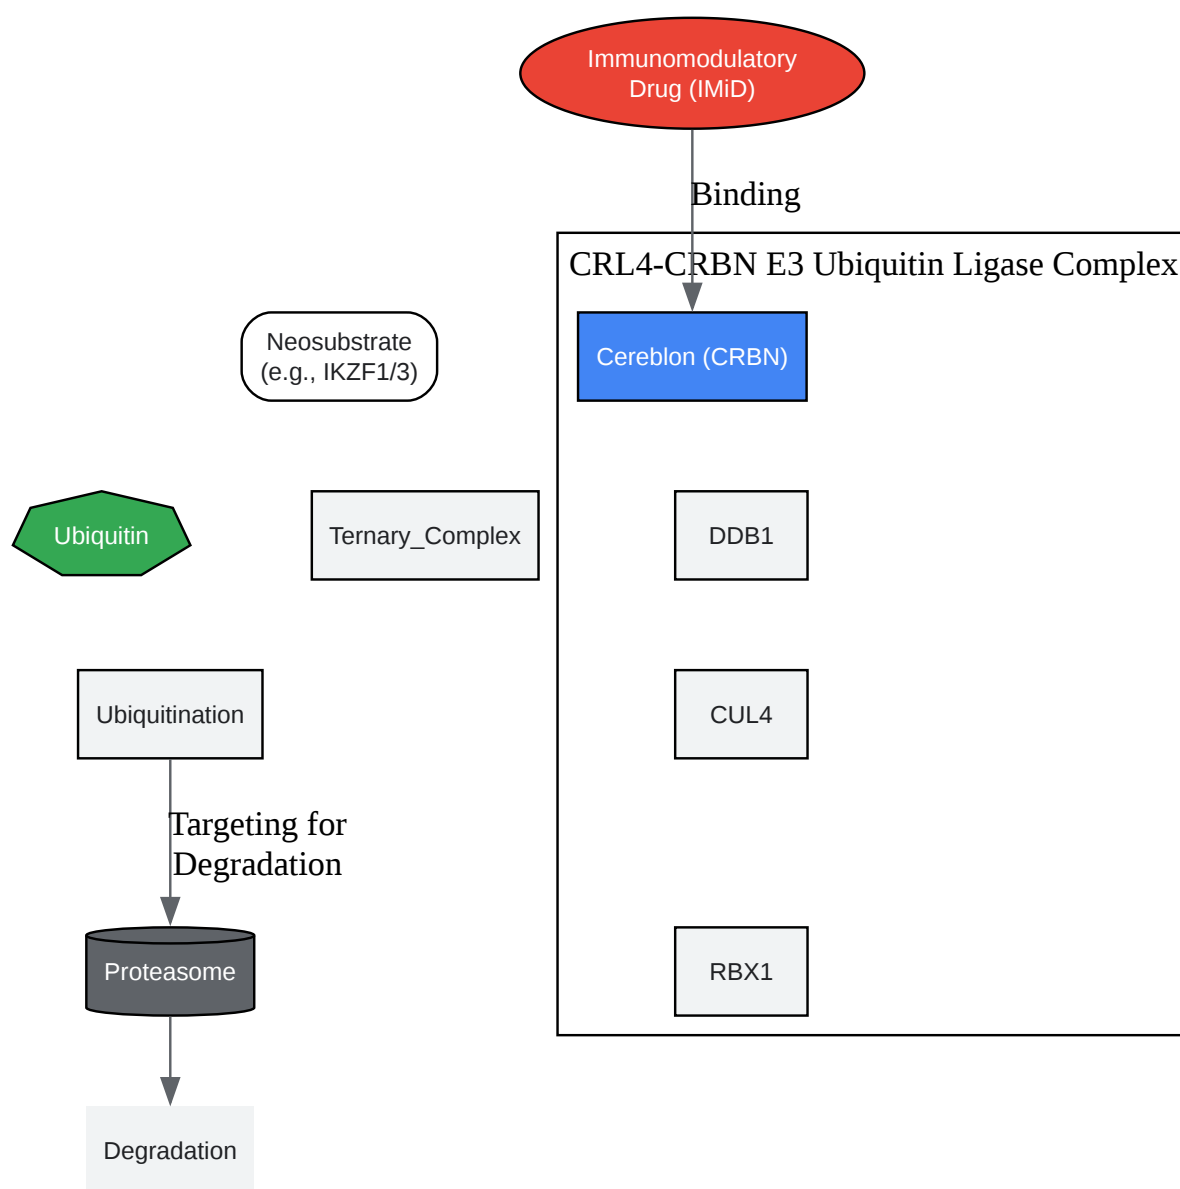 Immunomodulatory
Drug (IMiD)
Binding
CRL4-CRBN E3 Ubiquitin Ligase Complex
Neosubstrate
(e.g., IKZF1/3)
Cereblon (CRBN)
Ubiquitin
Ternary_Complex
DDB1
Ubiquitination
CUL4
Targeting for
Degradation
Proteasome
RBX1
Degradation